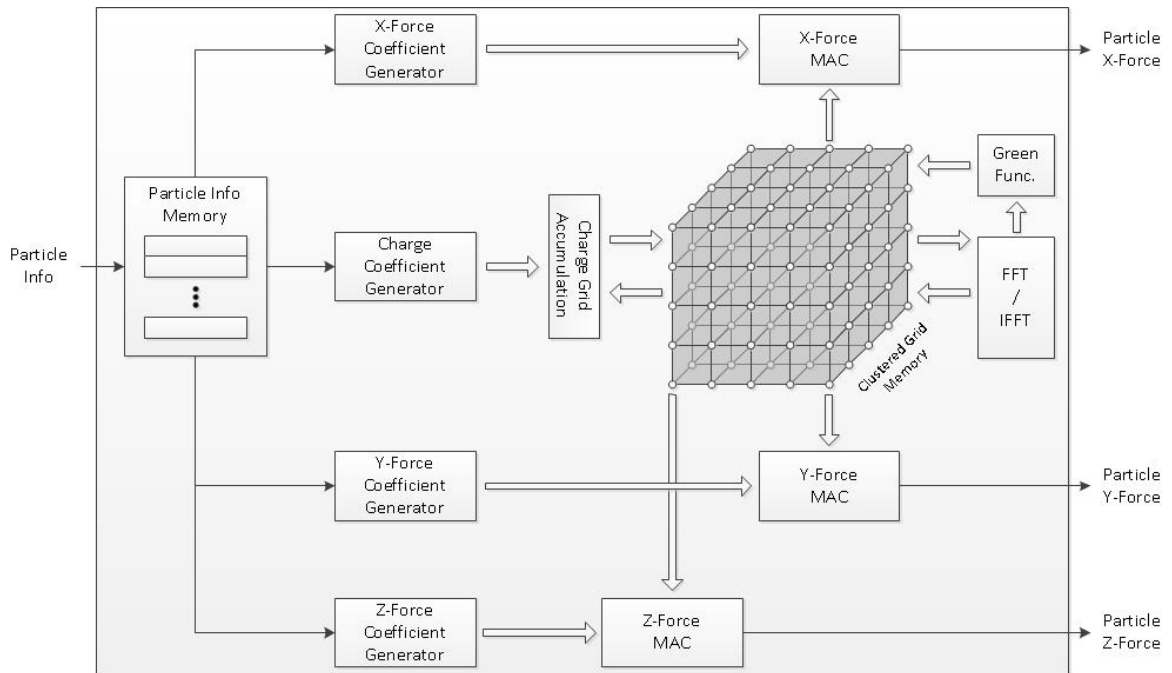 X-Force
Coefficient
Generator
X-Force
MAC
Particle
X-Force
Particle Info
Memory
Particle
Info
Charge
Coefficient
Generator
Charge Grid
Accumulation
Clustered Grid
Memory
Green
Func.
FFT
/
IFFT
Y-Force
Coefficient
Generator
Y-Force
MAC
Particle
Y-Force
Z-Force
Coefficient
Generator
Z-Force
MAC
Particle
Z-Force